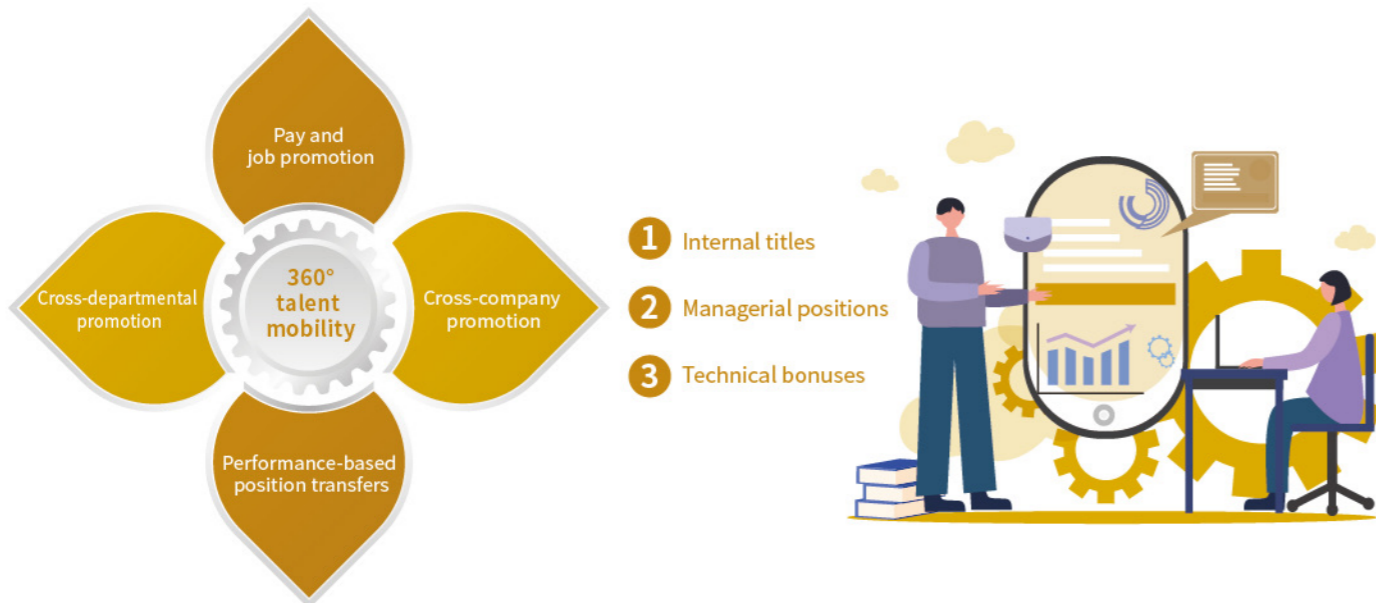 Pay and
job promotion
Cross-departmental
promotion
360°
talent
mobility
Cross-company
promotion
Performance-based
position transfers
1 Internal titles
2 Managerial positions
3 Technical bonuses